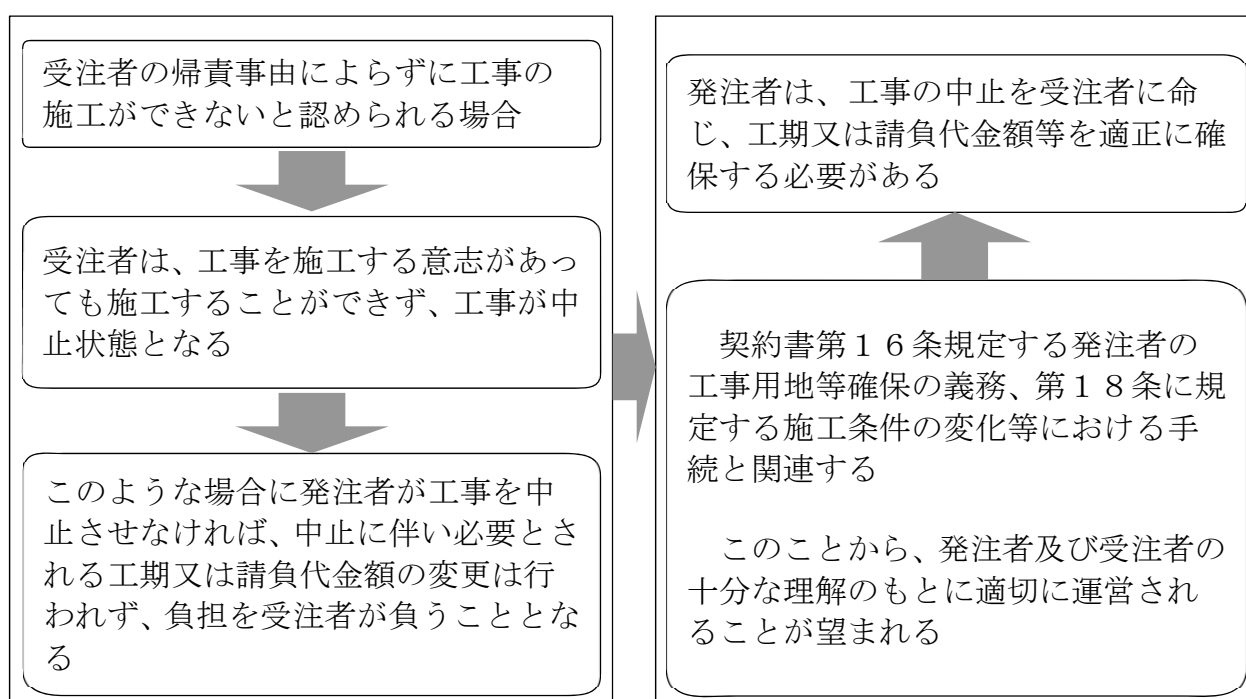 受注者の帰責事由によらずに工事の
施工ができないと認められる場合
受注者は、工事を施工する意志があっ
ても施工することができず、工事が中
止状態となる
このような場合に発注者が工事を中
止させなければ、中止に伴い必要とさ
れる工期又は請負代金額の変更は行
われず、負担を受注者が負うこととな
る
契約書第１６条規定する発注者の
工事用地等確保の義務、第１８条に規
定する施工条件の変化等における手
続と関連する
このことから、発注者及び受注者の
十分な理解のもとに適切に運営され
ることが望まれる
発注者は、工事の中止を受注者に命
じ、工期又は請負代金額等を適正に確
保する必要がある